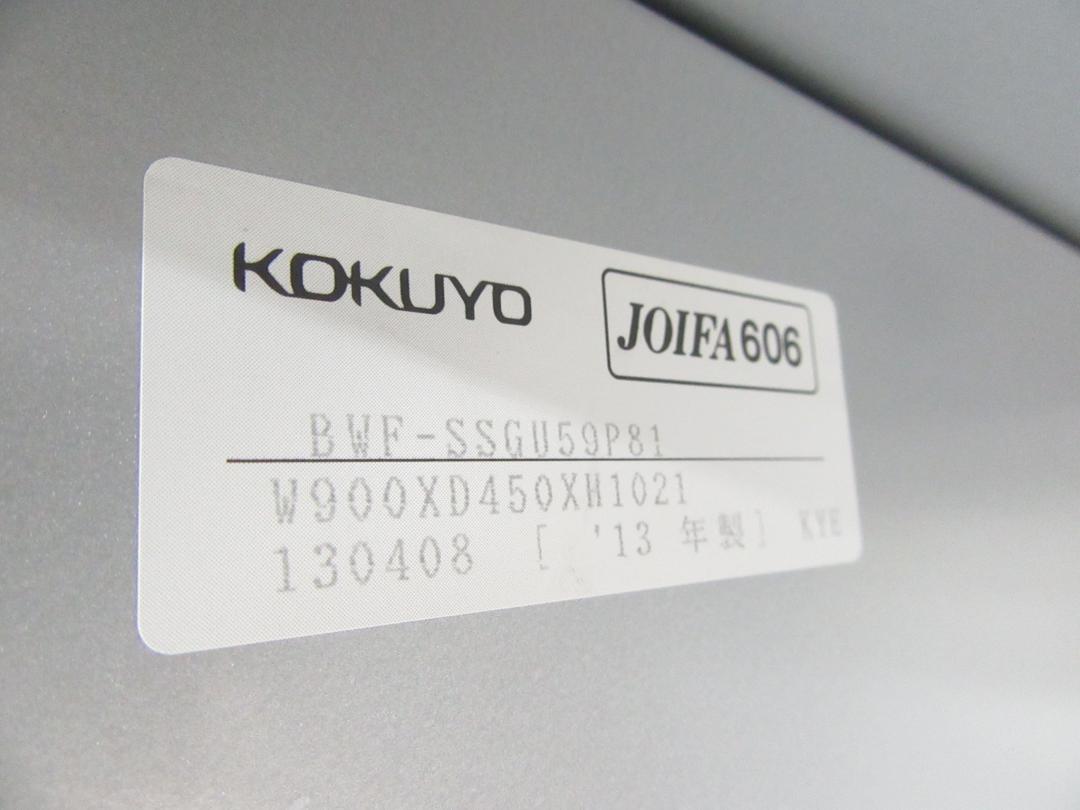 KOKUYO
JOIFA 606
BWF-SSGU59P81
W900XD450XH1021
130408 [ '13 年製] KYE